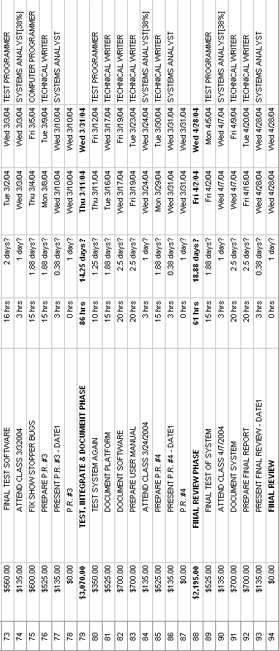 73 $560.00 FINAL TEST SOFTWARE 16 hrs 2 days? Tue 3/2/04 Wed 3/3/04 TEST PROGRAMMER
74 $135.00 ATTEND CLASS 3/3/2004 3 hrs 1 day? Wed 3/3/04 Wed 3/3/04 SYSTEMS ANALYST[38%]
75 $600.00 FIX SHOW STOPPER BUGS 15 hrs 1.88 days? Thu 3/4/04 Fri 3/5/04 COMPUTER PROGRAMMER
76 $525.00 PREPARE P.R. #3 15 hrs 1.88 days? Mon 3/8/04 Tue 3/9/04 TECHNICAL WRITER
77 $135.00 PRESENT P.R. #3 - DATE1 3 hrs 0.38 days? Wed 3/10/04 Wed 3/10/04 SYSTEMS ANALYST
78 $0.00 P.R. #3 0 hrs 1 day? Wed 3/10/04 Wed 3/10/04
79 $3,070.00 TEST, INTEGRATE & DOCUMENT PHASE 86 hrs 14.25 days? Thu 3/11/04 Wed 3/31/04
80 $350.00 TEST SYSTEM AGAIN 10 hrs 1.25 days? Thu 3/11/04 Fri 3/12/04 TEST PROGRAMMER
81 $525.00 DOCUMENT PLATFORM 15 hrs 1.88 days? Tue 3/16/04 Wed 3/17/04 TECHNICAL WRITER
82 $700.00 DOCUMENT SOFTWARE 20 hrs 2.5 days? Wed 3/17/04 Fri 3/19/04 TECHNICAL WRITER
83 $700.00 PREPARE USER MANUAL 20 hrs 2.5 days? Fri 3/19/04 Tue 3/23/04 TECHNICAL WRITER
84 $135.00 ATTEND CLASS 3/24/2004 3 hrs 1 day? Wed 3/24/04 Wed 3/24/04 SYSTEMS ANALYST[38%]
85 $525.00 PREPARE P.R. #4 15 hrs 1.88 days? Mon 3/29/04 Tue 3/30/04 TECHNICAL WRITER
86 $135.00 PRESENT P.R. #4 - DATE1 3 hrs 0.38 days? Wed 3/31/04 Wed 3/31/04 SYSTEMS ANALYST
87 $0.00 P.R. #4 0 hrs 1 day? Wed 3/31/04 Wed 3/31/04
88 $2,195.00 FINAL REVIEW PHASE 61 hrs 18.88 days? Fri 4/2/04 Wed 4/28/04
89 $525.00 FINAL TEST OF SYSTEM 15 hrs 1.88 days? Fri 4/2/04 Mon 4/5/04 TEST PROGRAMMER
90 $135.00 ATTEND CLASS 4/7/2004 3 hrs 1 day? Wed 4/7/04 Wed 4/7/04 SYSTEMS ANALYST[38%]
91 $700.00 DOCUMENT SYSTEM 20 hrs 2.5 days? Wed 4/7/04 Fri 4/9/04 TECHNICAL WRITER
92 $700.00 PREPARE FINAL REPORT 20 hrs 2.5 days? Fri 4/16/04 Tue 4/20/04 TECHNICAL WRITER
93 $135.00 PRESENT FINAL REVIEW - DATE1 3 hrs 0.38 days? Wed 4/28/04 Wed 4/28/04 SYSTEMS ANALYST
94 $0.00 FINAL REVIEW 0 hrs 1 day? Wed 4/28/04 Wed 4/28/04